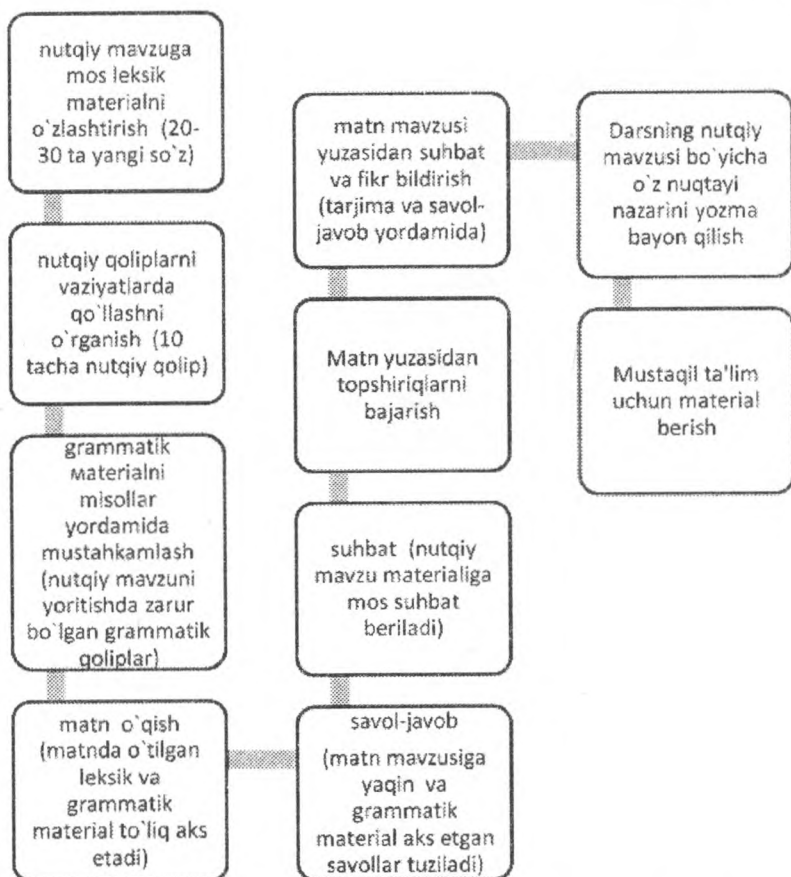 nutqiy mavzuga
mos leksik
materialni
o`zlashtirish (20-
30 ta yangi so`z)
nutqiy qoliplarni
vaziyatlarda
qo`llashni
o`rganish (10
tacha nutqiy qolip)
grammatik
materialni
misollar
yordamida
mustahkamlash
(nutqiy mavzuni
yoritishda zarur
bo`lgan grammatik
qoliplar)
matn o`qish
(matnda o`tilgan
leksik va
grammatik
material to`liq aks
etadi)
savol-javob
(matn mavzusiga
yaqin va
grammatik
material aks etgan
savollar tuziladi)
suhbat (nutqiy
mavzu materialiga
mos suhbat
beriladi)
Matn yuzasidan
topshiriqlarni
bajarish
matn mavzusi
yuzasidan suhbat
va fikr bildirish
(tarjima va savol-
javob yordamida)
Darsning nutqiy
mavzusi bo`yicha
o`z nuqtayi
nazarini yozma
bayon qilish
Mustaqil ta'lim
uchun material
berish